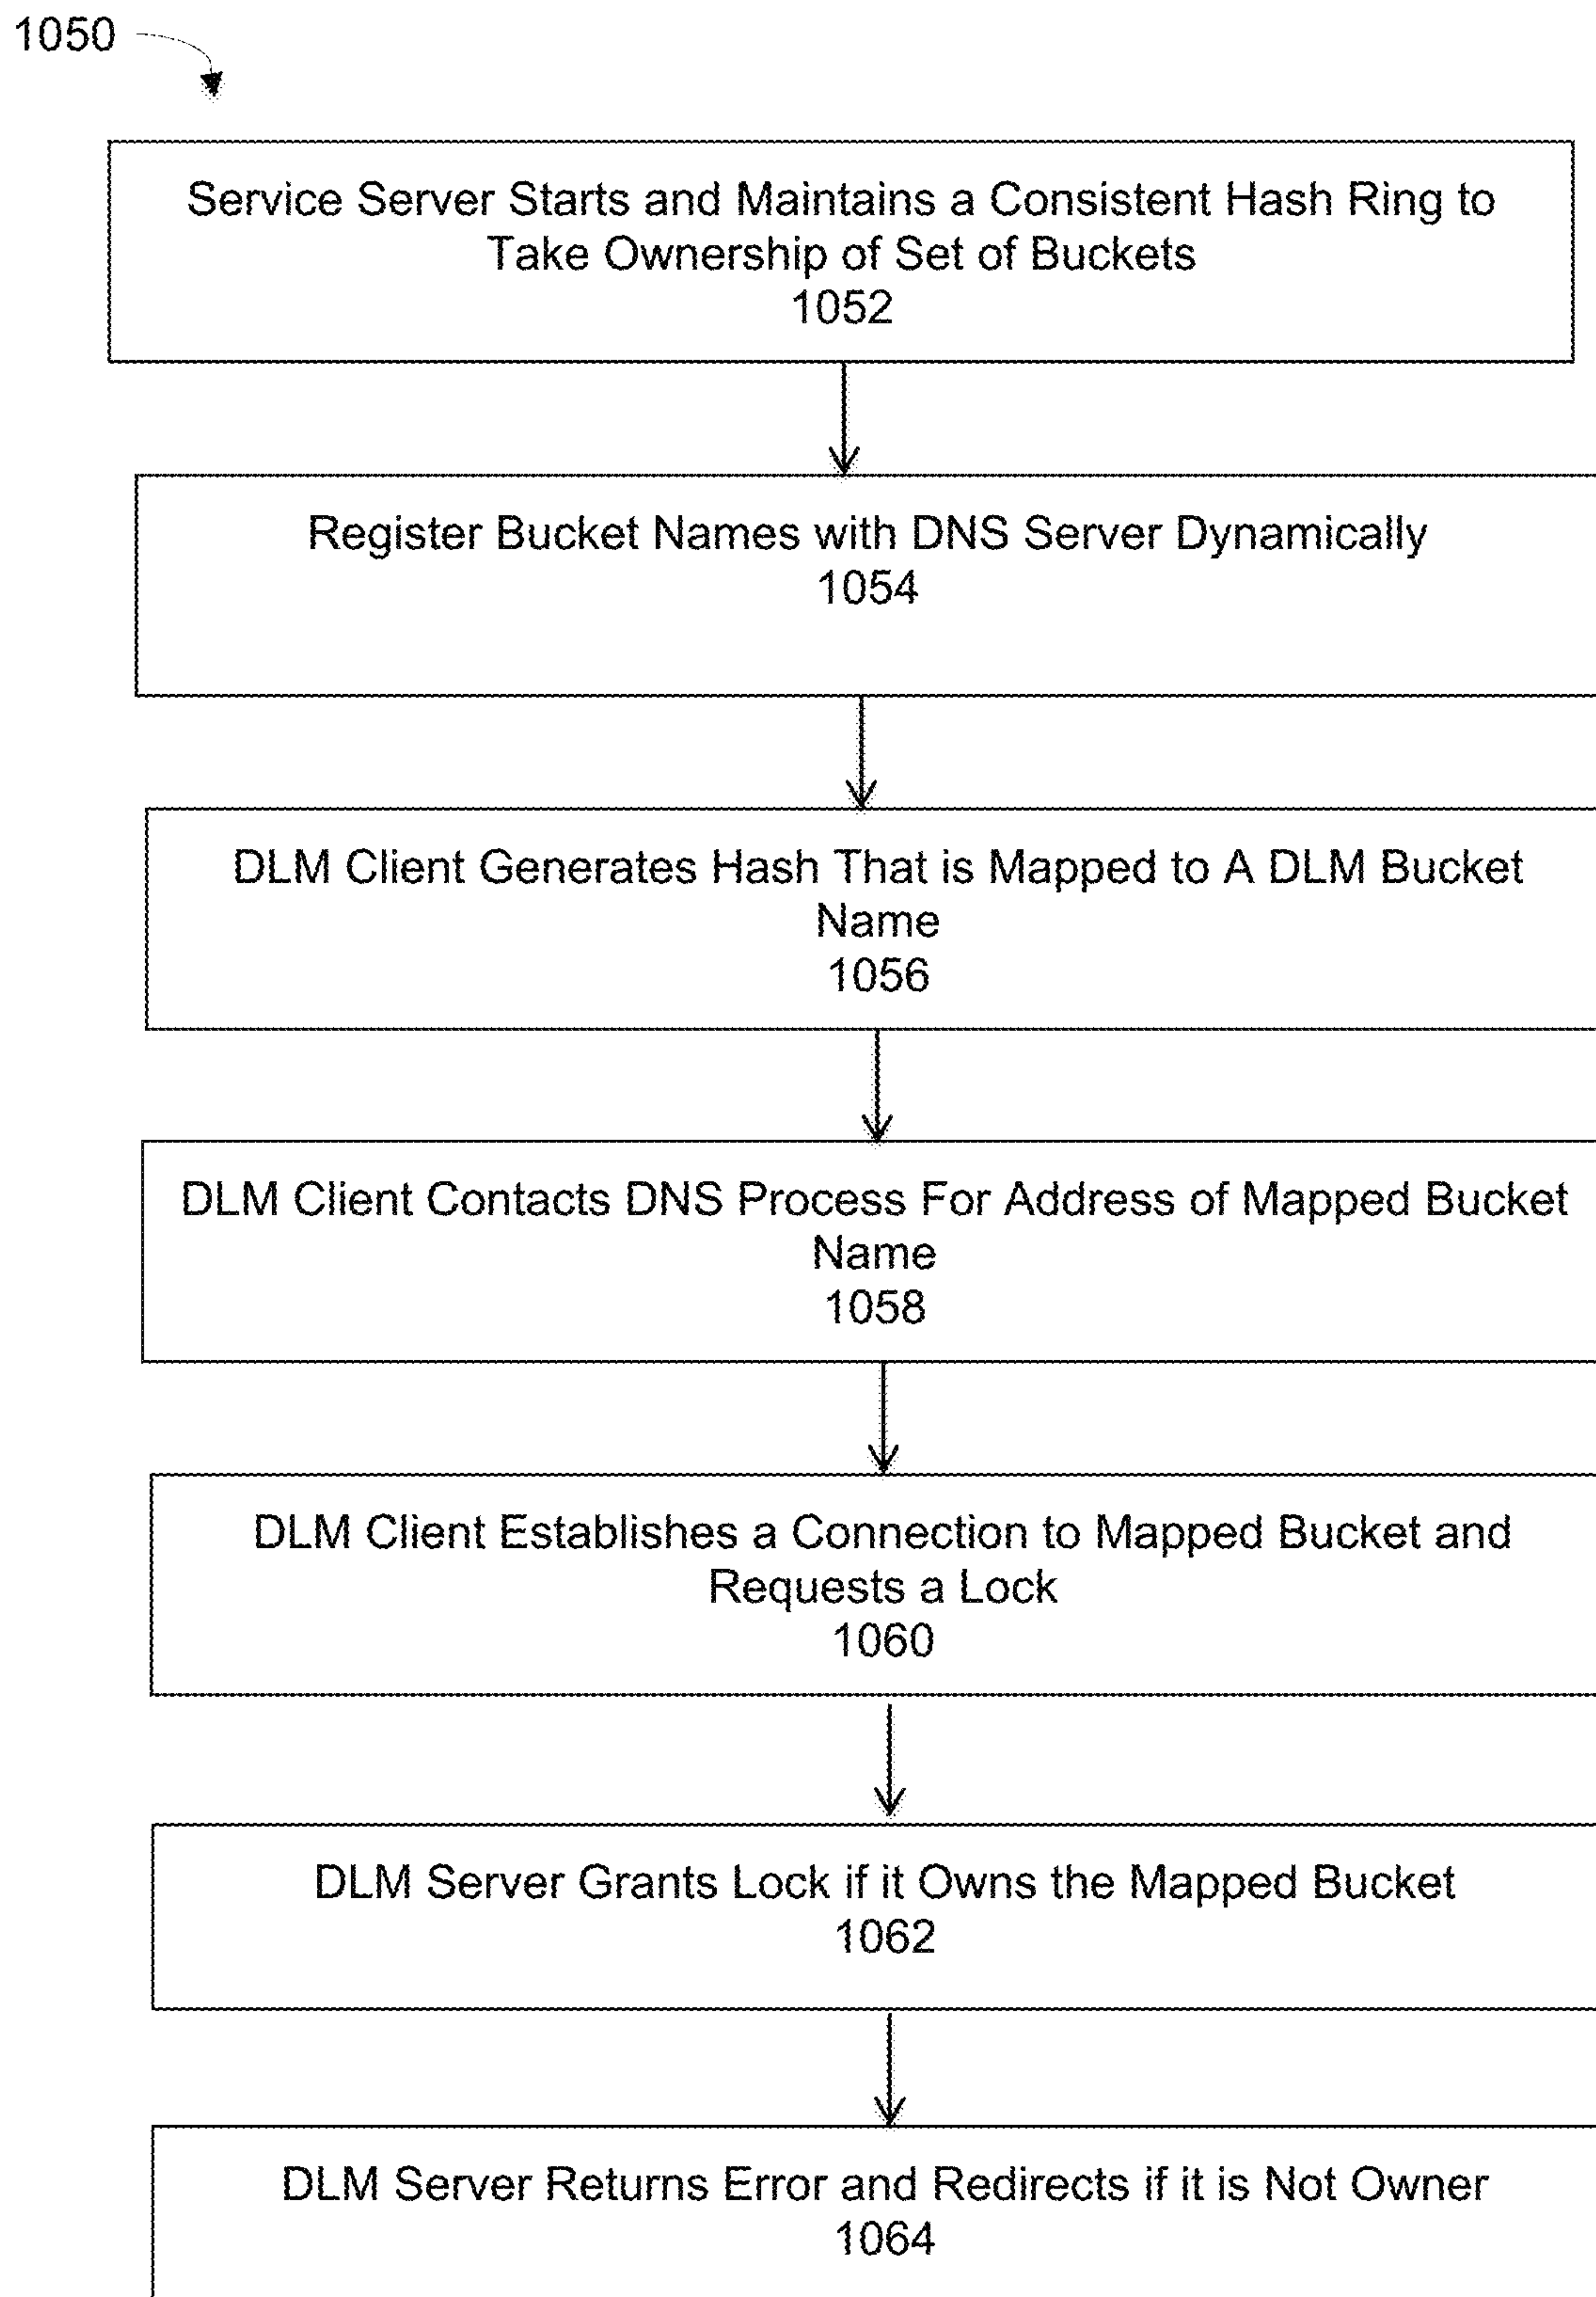 1050
Service Server Starts and Maintains a Consistent Hash Ring to
Take Ownership of Set of Buckets
1052
Register Bucket Names with DNS Server Dynamically
1054
DLM Client Generates Hash That is Mapped to A DLM Bucket
Name
1056
DLM Client Contacts DNS Process For Address of Mapped Bucket
Name
1058
DLM Client Establishes a Connection to Mapped Bucket and
Requests a Lock
1060
DLM Server Grants Lock if it Owns the Mapped Bucket
1062
DLM Server Returns Error and Redirects if it is Not Owner
1064